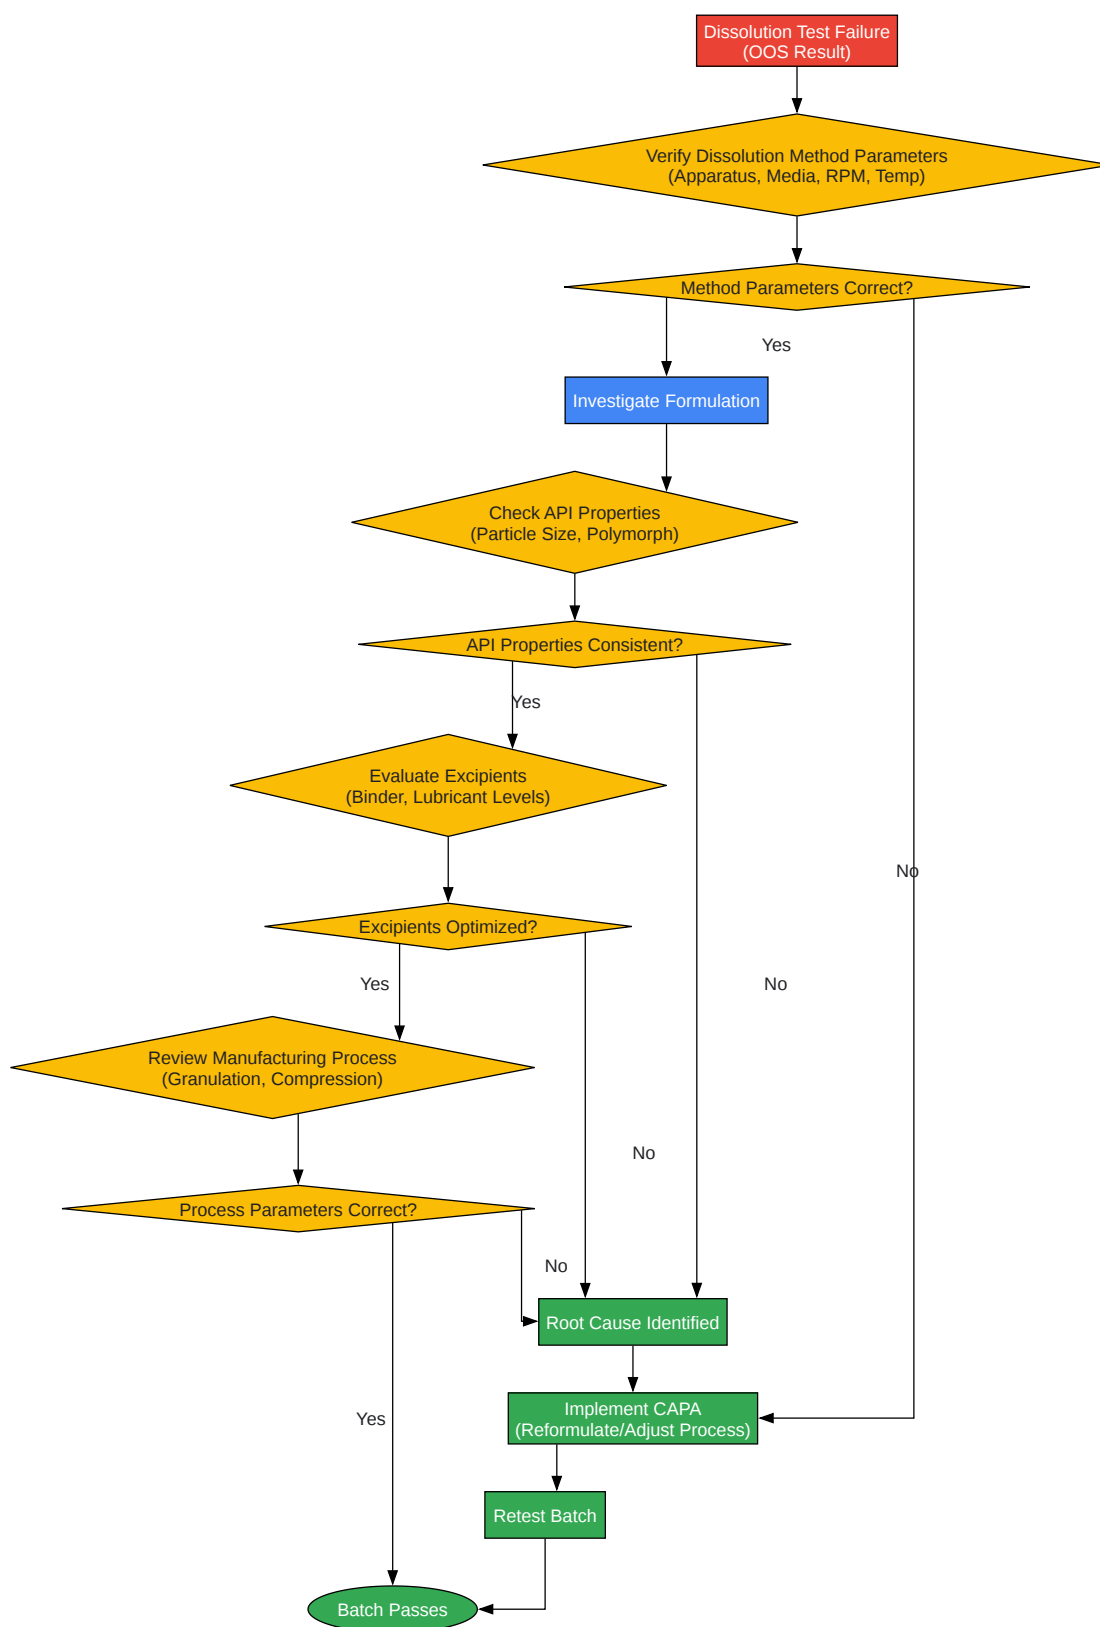 Dissolution Test Failure
(OOS Result)
Verify Dissolution Method Parameters
(Apparatus, Media, RPM, Temp)
Method Parameters Correct?
Yes
Investigate Formulation
Check API Properties
(Particle Size, Polymorph)
API Properties Consistent?
Yes
Evaluate Excipients
(Binder, Lubricant Levels)
No
Excipients Optimized?
Yes
No
Review Manufacturing Process
(Granulation, Compression)
No
Process Parameters Correct?
No
Root Cause Identified
Implement CAPA
(Reformulate/Adjust Process)
Yes
Retest Batch
Batch Passes